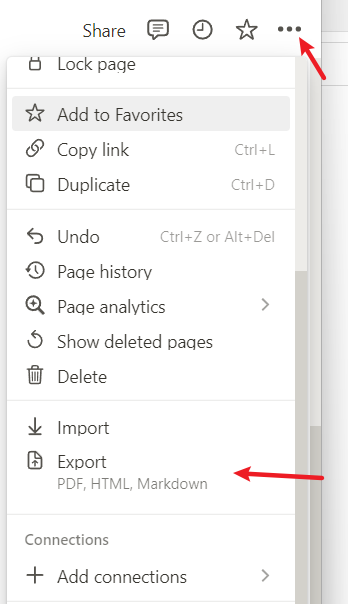 Share
Lock page
Add to Favorites
Copy link Ctrl+L
Duplicate Ctrl+D
Undo Ctrl+Z or Alt+Del
Page history
Page analytics
Show deleted pages
Delete
Import
Export
PDF, HTML, Markdown
Connections
Add connections